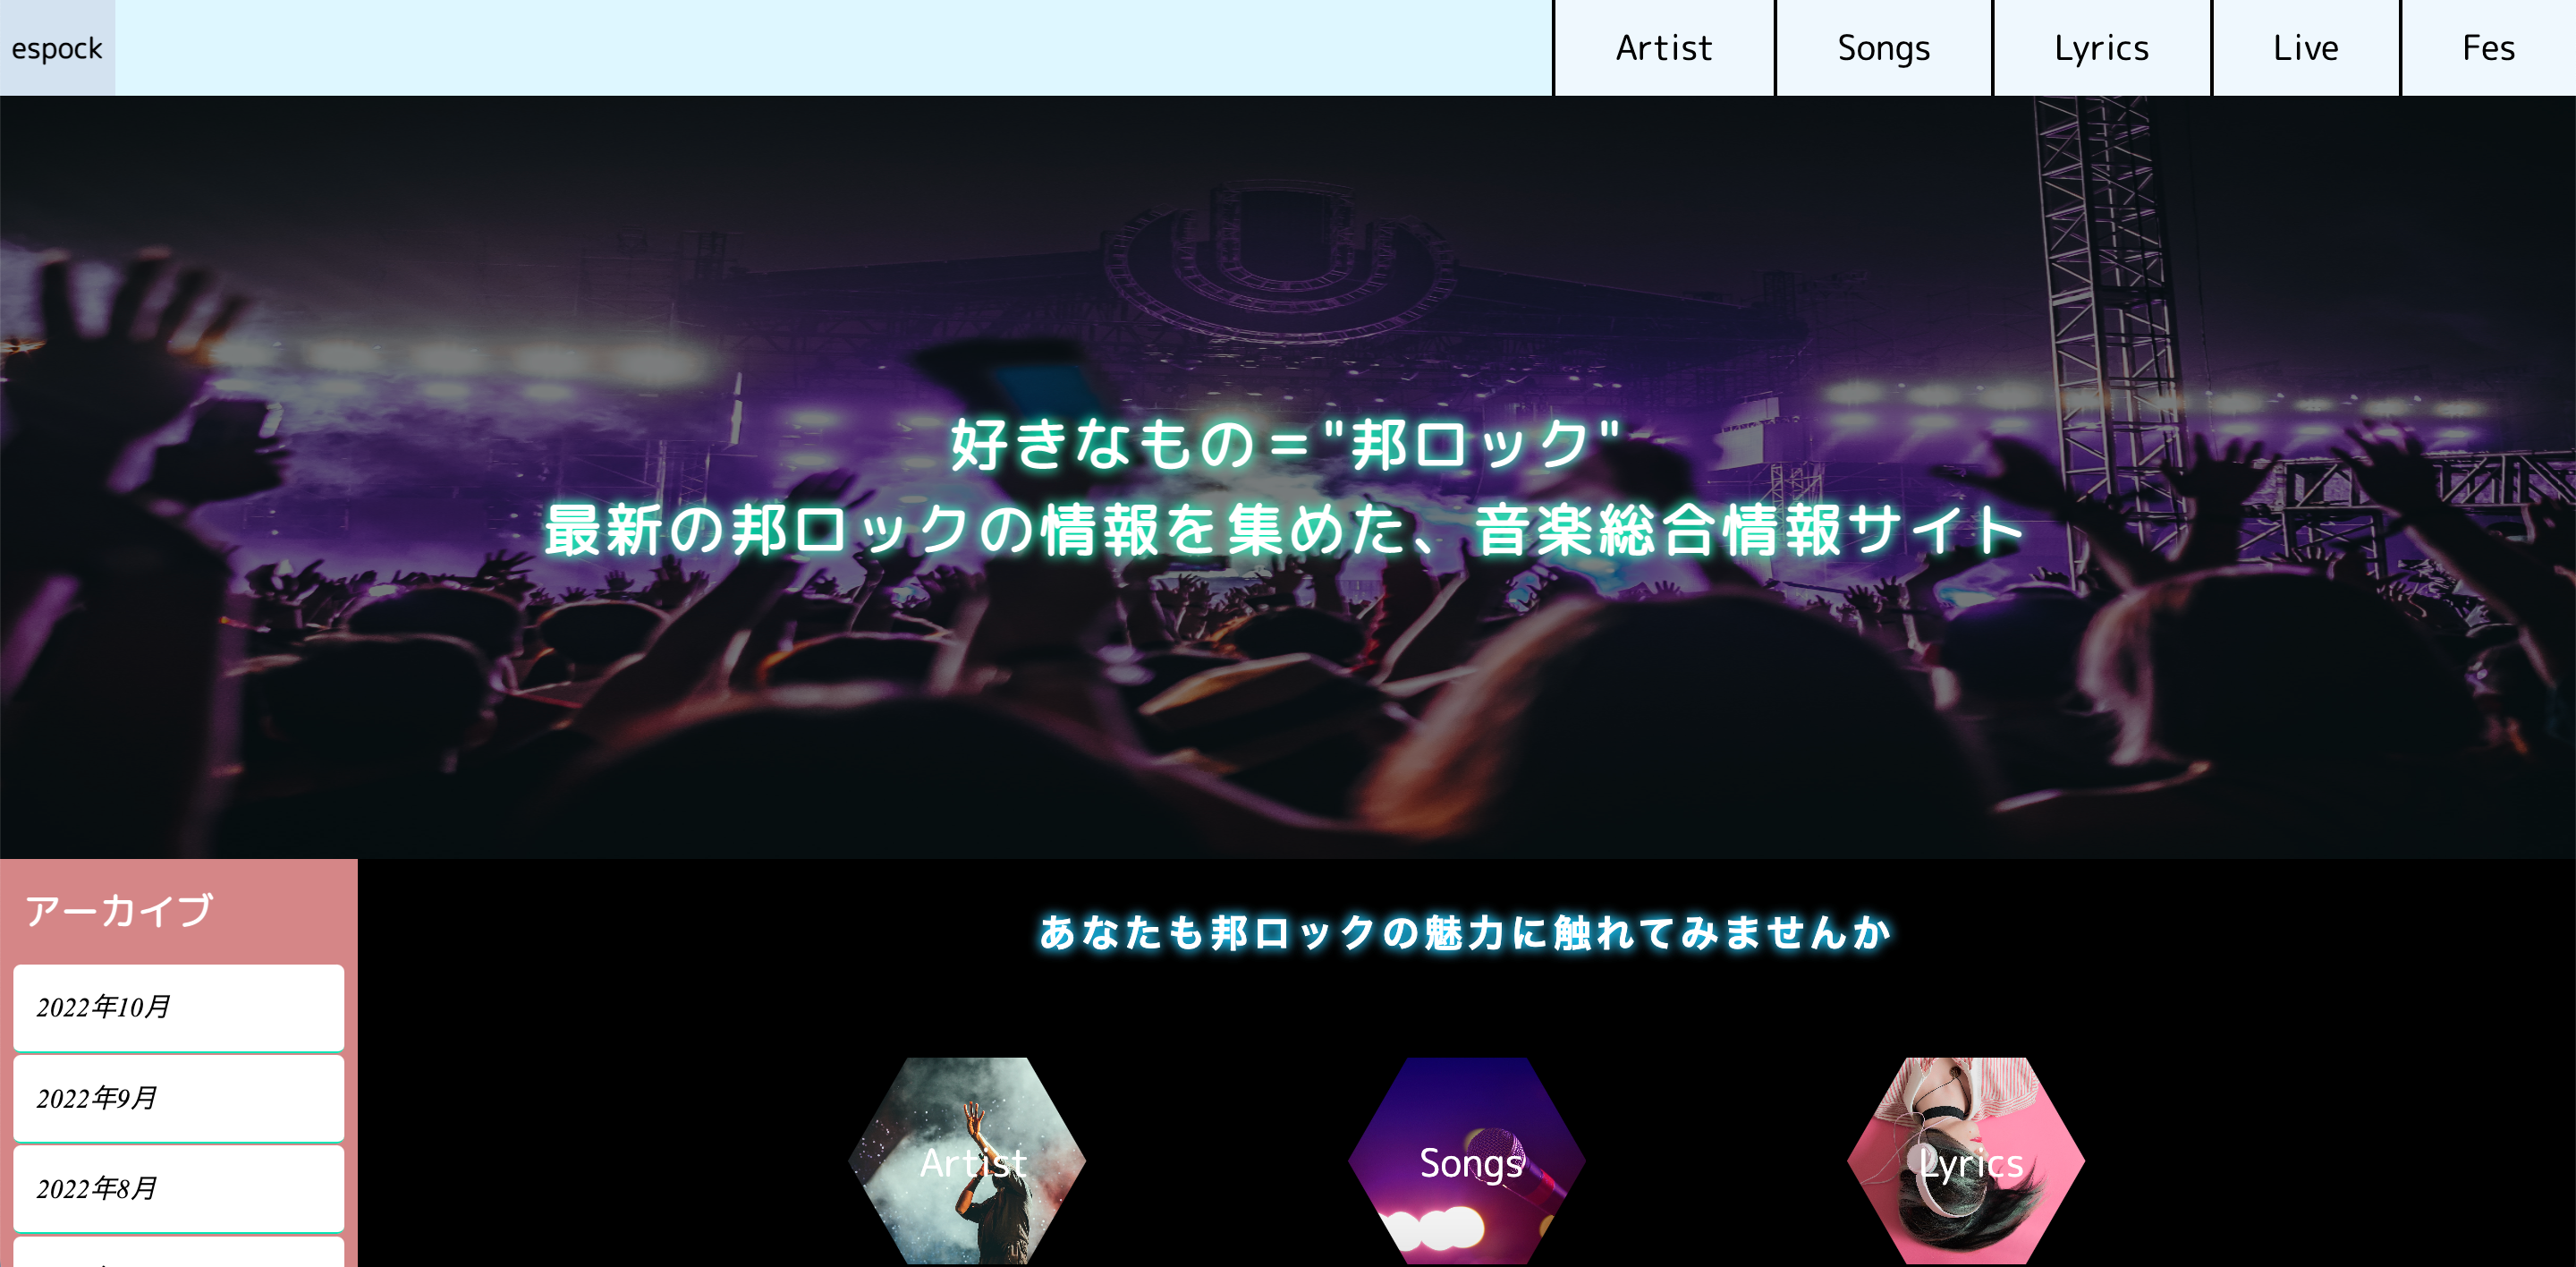 espock
Artist
Songs
Lyrics
Live
Fes
好きなもの="邦ロック"
最新の邦ロックの情報を集めた、音楽総合情報サイト
アーカイブ
2022年10月
2022年9月
2022年8月
あなたも邦ロックの魅力に触れてみませんか
Artist
Songs
Lyrics